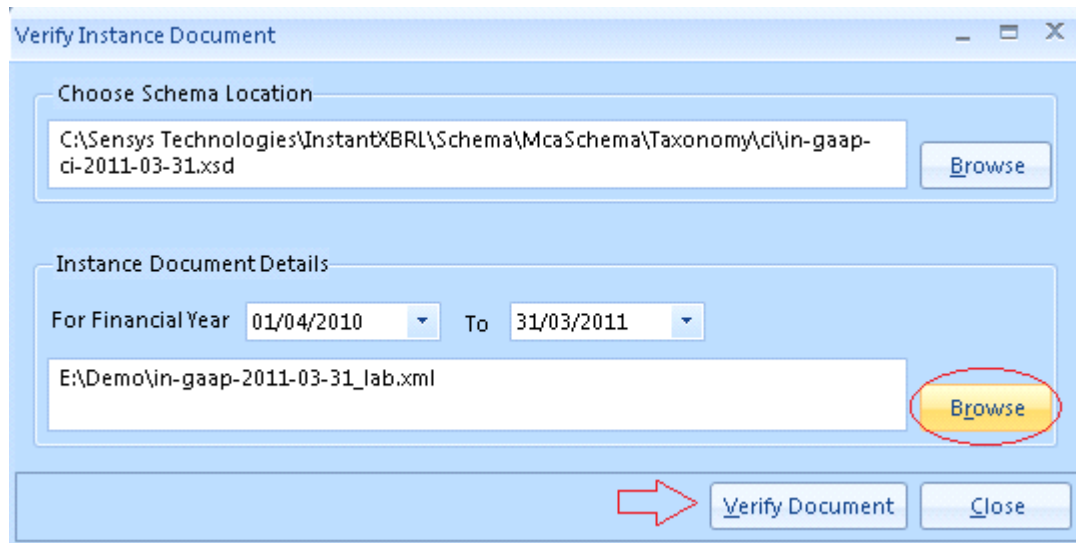 Verify Instance Document
Choose Schema Location
C:\Sensys Technologies\InstantXBRL\Schema\McaSchema\Taxonomy\ci\in-gaap-
ci-2011-03-31.xsd
Browse
Instance Document Details
For Financial Year 01/04/2010 To 31/03/2011
E:\Demo\in-gaap-2011-03-31_lab.xml
Browse
Verify Document Close